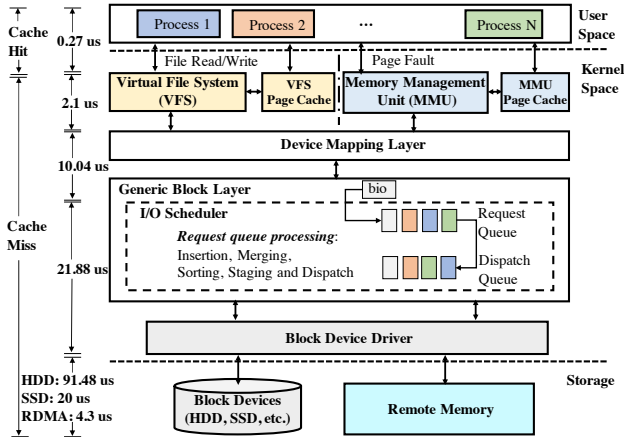 Cache
Hit
0.27 us
Process 1
Process 2
...
Process N
User
Space
File Read/Write
Page Fault
Kernel
Space
Virtual File System
(VFS)
VFS
Page Cache
Memory Management
Unit (MMU)
MMU
Page Cache
2.1 us
Device Mapping Layer
10.04 us
Generic Block Layer
bio
I/O Scheduler
Request queue processing:
Insertion, Merging,
Sorting, Staging and Dispatch
Request
Queue
Dispatch
Queue
Cache
Miss
21.88 us
Block Device Driver
HDD: 91.48 us
SSD: 20 us
RDMA: 4.3 us
Block Devices
(HDD, SSD, etc.)
Remote Memory
Storage